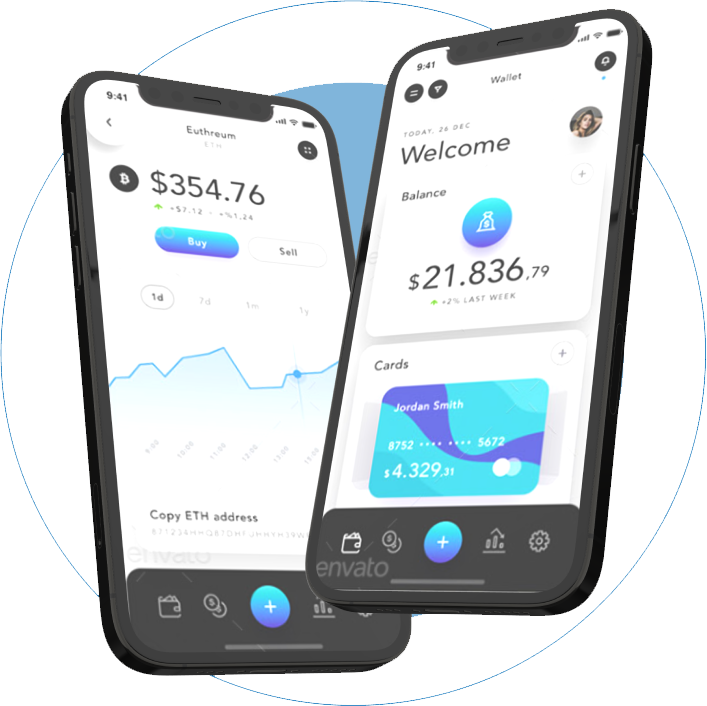 9:41
Euthreum
ETH
$354.76
+$7.12 - +%1,24
Buy
Sell
1d
7d
1m
1y
9:00
10:00
11:00
12:00
13:00
Copy ETH address
envato
9:41
Wallet
TODAY, 26 DEC
Welcome
Balance
$21.836,79
+2% LAST WEEK
Cards
Jordan Smith
8752 •••• •••• 5672
$4.329,31
envato